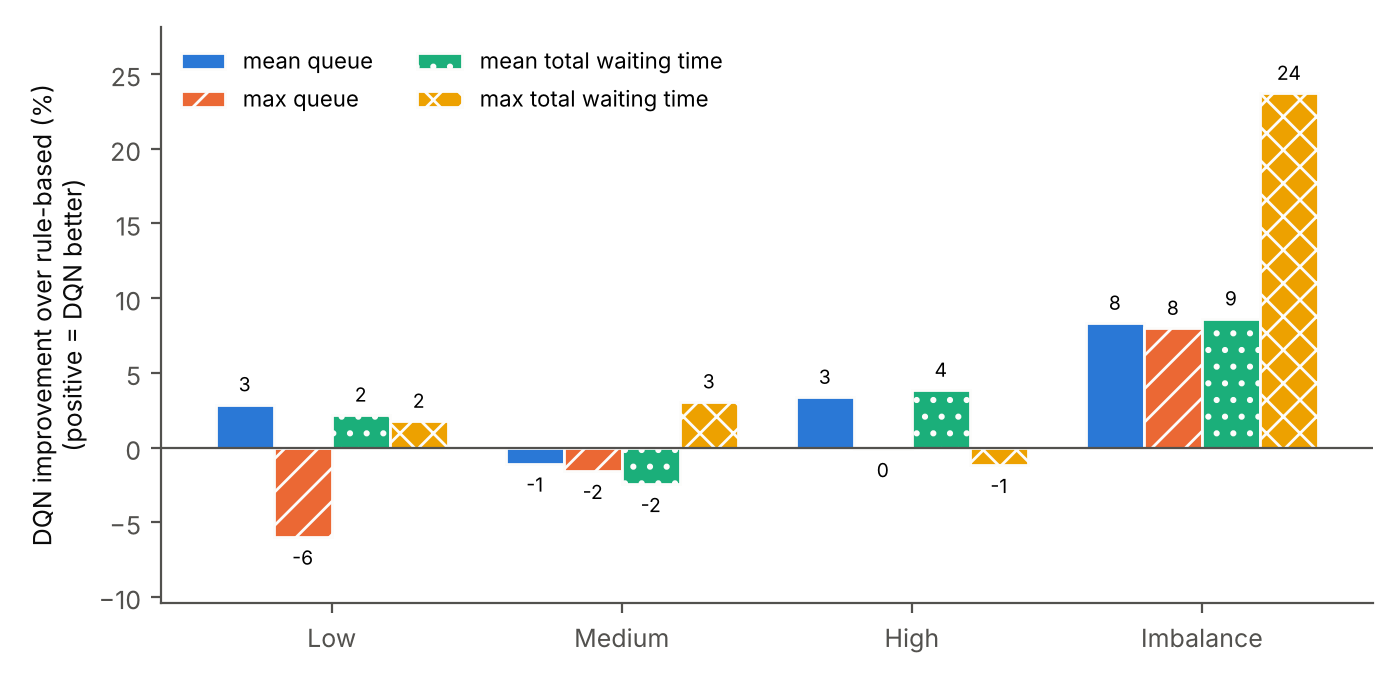 mean queue
max queue
mean total waiting time
max total waiting time
DQN improvement over rule-based (%)
(positive = DQN better)
25
20
15
10
5
0
−5
−10
3
-6
2
2
-1
-2
-2
3
3
0
4
-1
8
8
9
24
Low
Medium
High
Imbalance